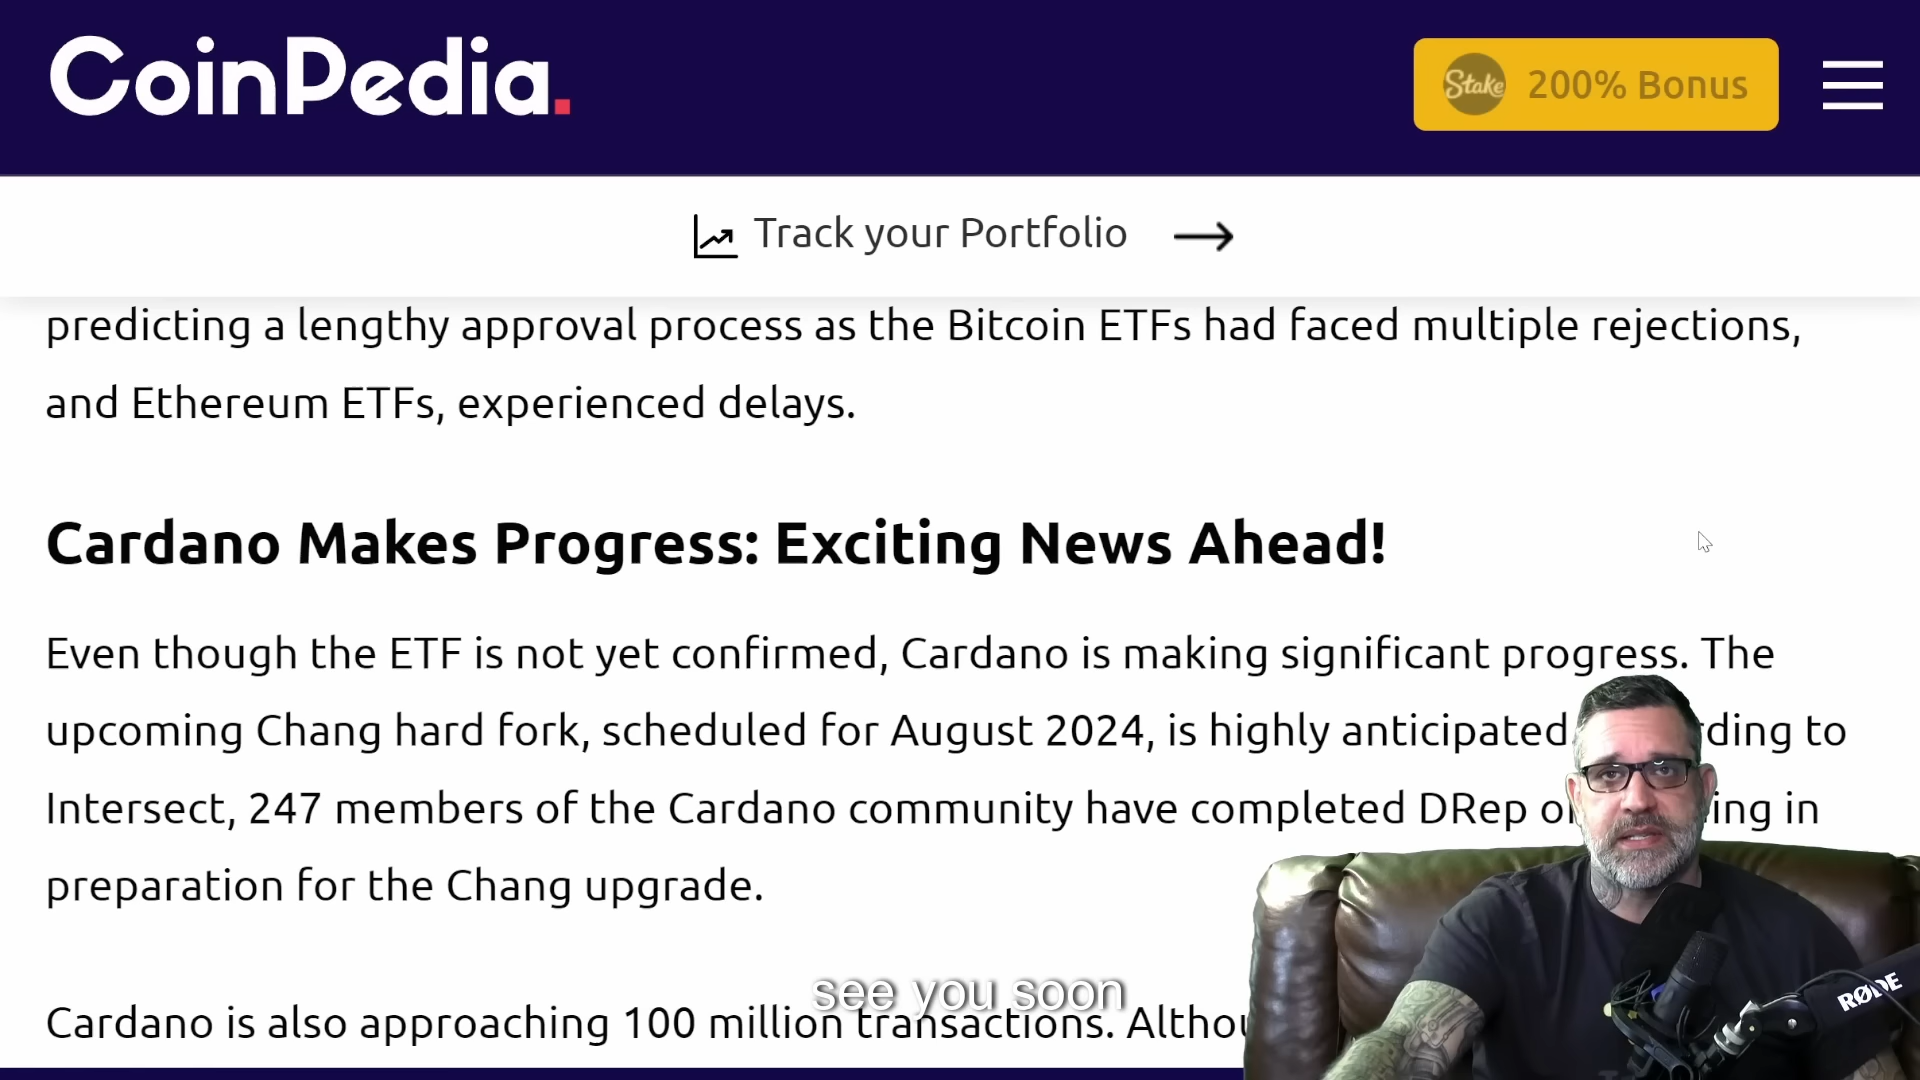 CoinPedia.
Stake 200% Bonus
Track your Portfolio
predicting a lengthy approval process as the Bitcoin ETFs had faced multiple rejections,
and Ethereum ETFs, experienced delays.
Cardano Makes Progress: Exciting News Ahead!
Even though the ETF is not yet confirmed, Cardano is making significant progress. The
upcoming Chang hard fork, scheduled for August 2024, is highly anticipated. to
Intersect, 247 members of the Cardano community have completed DRep in
preparation for the Chang upgrade.
see you soon
Cardano is also approaching 100 million transactions.
RØDE